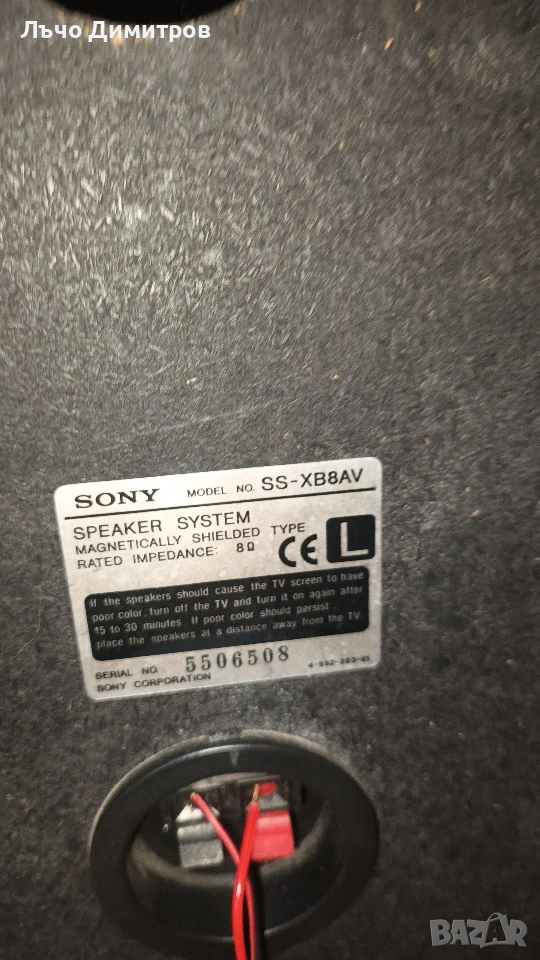 Лъчо Димитров
SONY MODEL NO. SS-XB8AV
SPEAKER SYSTEM
MAGNETICALLY SHIELDED TYPE
RATED IMPEDANCE: 8Ω CE L
If the speakers should cause the TV screen to have
poor color, turn off the TV and turn it on again after
15 to 30 minutes. If poor color should persist,
place the speakers at a distance away from the TV.
SERIAL NO. 5506508
SONY CORPORATION
BAZAR